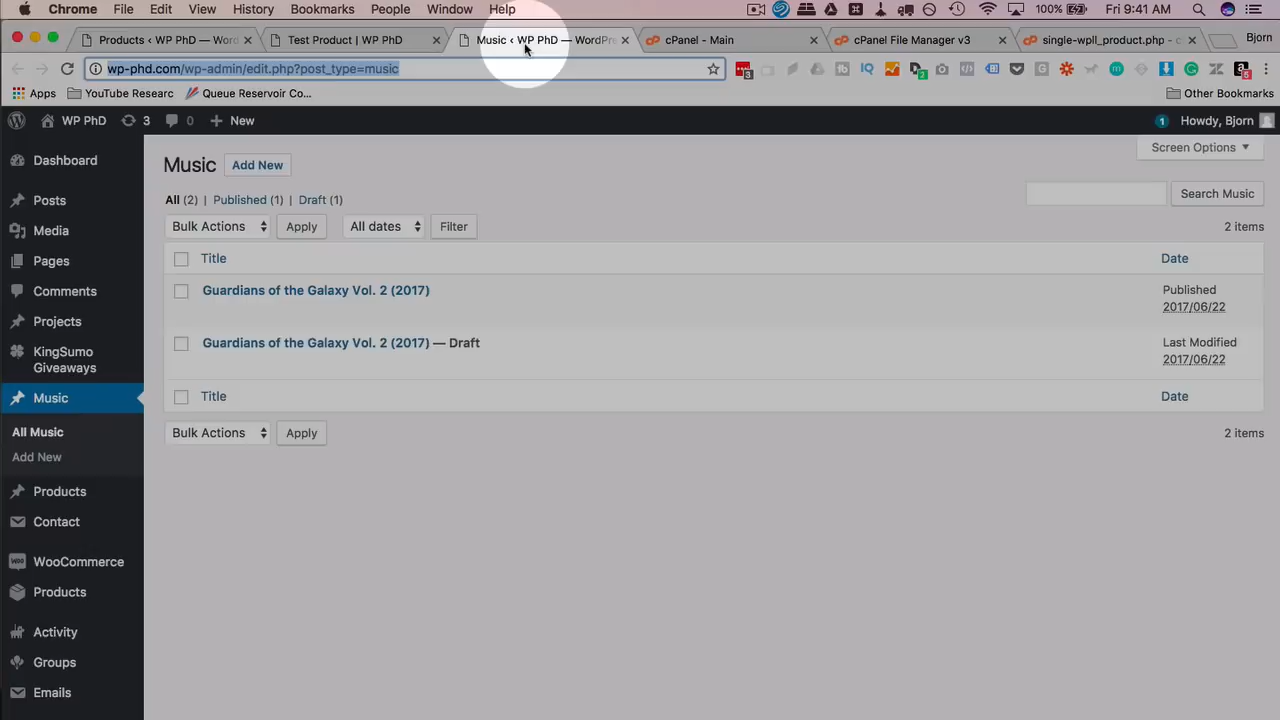 Chrome File Edit View History Bookmarks People Window Help 100% Fri 9:41 AM
Products ‹ WP PhD — Word Test Product | WP PhD Music ‹ WP PhD — WordPre cPanel - Main cPanel File Manager v3 single-wpll_product.php - c Bjorn
wp-phd.com/wp-admin/edit.php?post_type=music
Apps YouTube Researc Queue Reservoir Co... Other Bookmarks
WP PhD 3 0 New 1 Howdy, Bjorn
Screen Options
Dashboard
Posts
Media
Pages
Comments
Projects
KingSumo
Giveaways
Music
All Music
Add New
Products
Contact
WooCommerce
Products
Activity
Groups
Emails
Music Add New
All (2) | Published (1) | Draft (1)
Search Music
Bulk Actions Apply All dates Filter 2 items
Title Date
Guardians of the Galaxy Vol. 2 (2017) Published
2017/06/22
Guardians of the Galaxy Vol. 2 (2017) — Draft Last Modified
2017/06/22
Title Date
Bulk Actions Apply 2 items